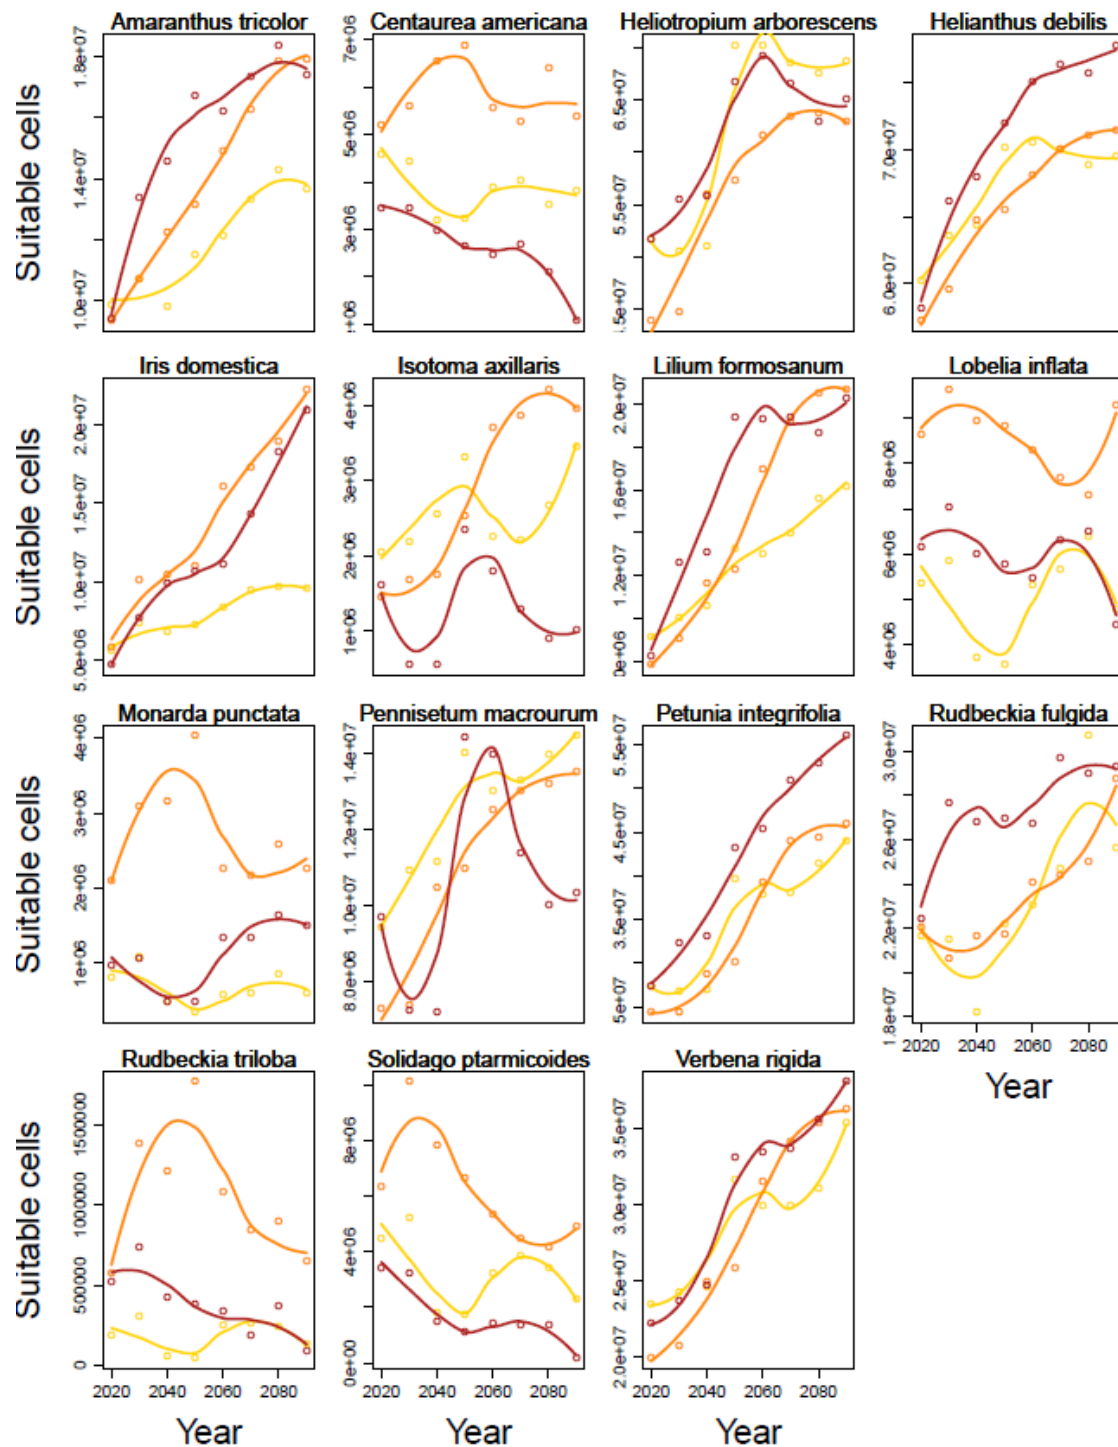 Amaranthus tricolor
Centaurea americana
Heliotropium arborescens
Helianthus debilis
Suitable cells
1.0e+07 1.4e+07 1.8e+07
1e+06 3e+06 5e+06 7e+06
.5e+07 5.5e+07 6.5e+07
6.0e+07 7.0e+07
Iris domestica
Isotoma axillaris
Lilium formosanum
Lobelia inflata
Suitable cells
5.0e+06 1.0e+07 1.5e+07 2.0e+07
1e+06 2e+06 3e+06 4e+06
0e+06 1.2e+07 1.6e+07 2.0e+07
4e+06 6e+06 8e+06
Monarda punctata
Pennisetum macrourum
Petunia integrifolia
Rudbeckia fulgida
Suitable cells
1e+06 2e+06 3e+06 4e+06
8.0e+06 1.0e+07 1.2e+07 1.4e+07
5e+07 3.5e+07 4.5e+07 5.5e+07
1.8e+07 2.2e+07 2.6e+07 3.0e+07
2020 2040 2060 2080
Year
Rudbeckia triloba
Solidago ptarmicoides
Verbena rigida
Suitable cells
0 500000 1000000 1500000
0e+00 4e+06 8e+06
2.0e+07 2.5e+07 3.0e+07 3.5e+07
2020 2040 2060 2080
2020 2040 2060 2080
2020 2040 2060 2080
Year
Year
Year